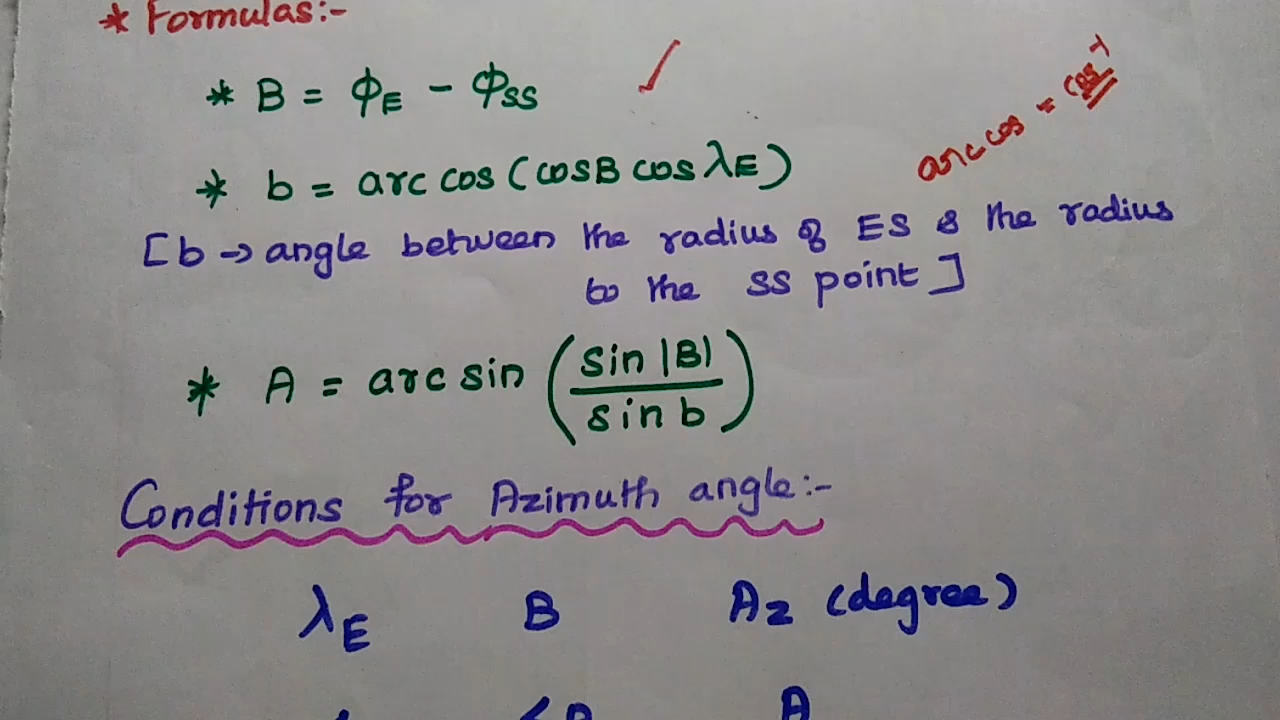 * Formulas:-
* B = ϕE - ϕSS
arc cos = cos⁻¹
* b = arc cos (cosB cos λE)
[b → angle between the radius of ES & the radius
to the ss point]
* A = arc sin (sin |B| / sin b)
Conditions for Azimuth angle:-
λE B Az (degree)
A